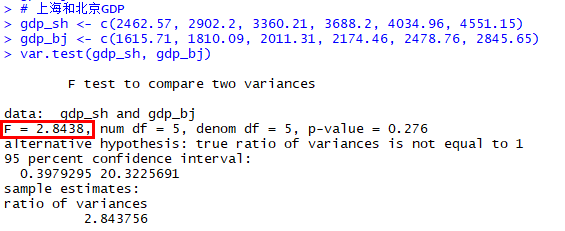 > # 上海和北京GDP
> gdp_sh <- c(2462.57, 2902.2, 3360.21, 3688.2, 4034.96, 4551.15)
> gdp_bj <- c(1615.71, 1810.09, 2011.31, 2174.46, 2478.76, 2845.65)
> var.test(gdp_sh, gdp_bj)
F test to compare two variances
data:  gdp_sh and gdp_bj
F = 2.8438, num df = 5, denom df = 5, p-value = 0.276
alternative hypothesis: true ratio of variances is not equal to 1
95 percent confidence interval:
0.3979295 20.3225691
sample estimates:
ratio of variances
2.843756